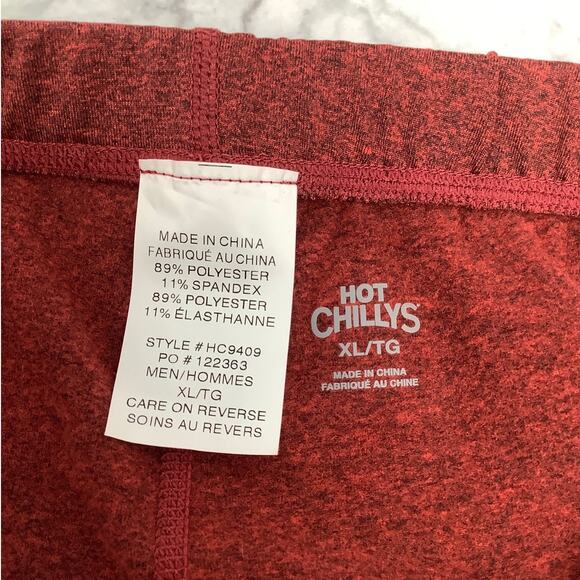 MADE IN CHINA
FABRIQUÉ AU CHINA
89% POLYESTER
11% SPANDEX
89% POLYESTER
11% ÉLASTHANNE
STYLE # HC9409
PO # 122363
MEN/HOMMES
XL/TG
CARE ON REVERSE
SOINS AU REVERS
HOT
CHILLYS
XL/TG
MADE IN CHINA
FABRIQUÉ AU CHINE